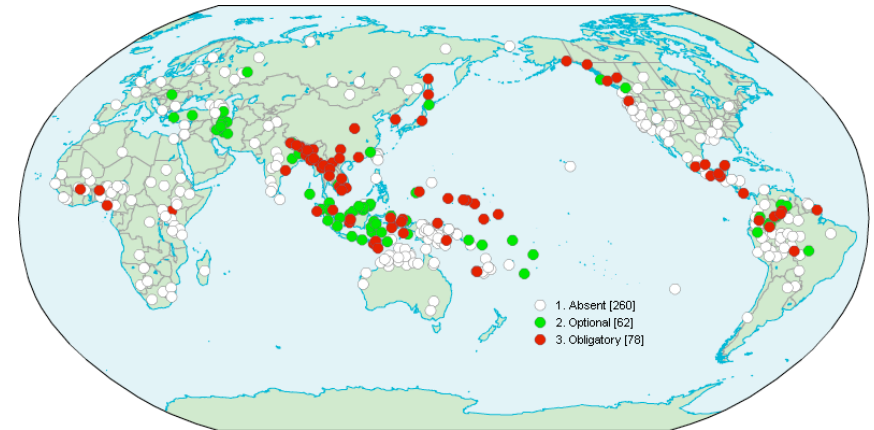 1. Absent [260]
2. Optional [62]
3. Obligatory [78]